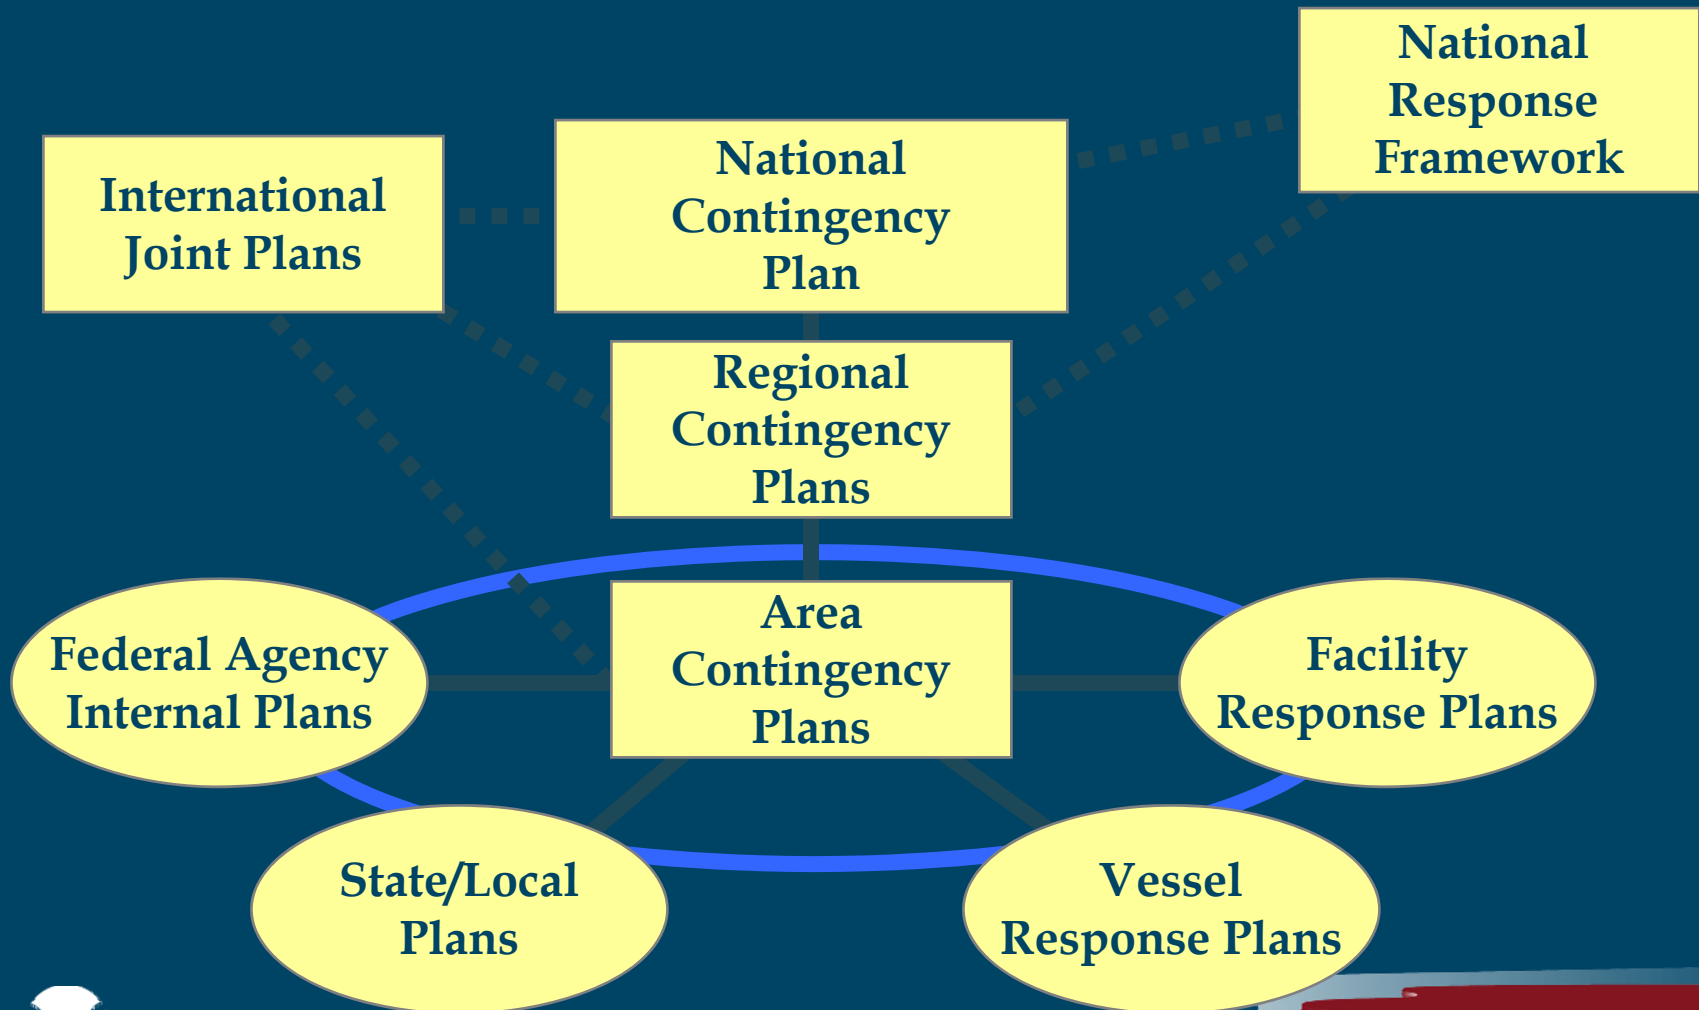 National
Response
Framework
International
Joint Plans
National
Contingency
Plan
Regional
Contingency
Plans
Area
Contingency
Plans
Federal Agency
Internal Plans
Facility
Response Plans
State/Local
Plans
Vessel
Response Plans